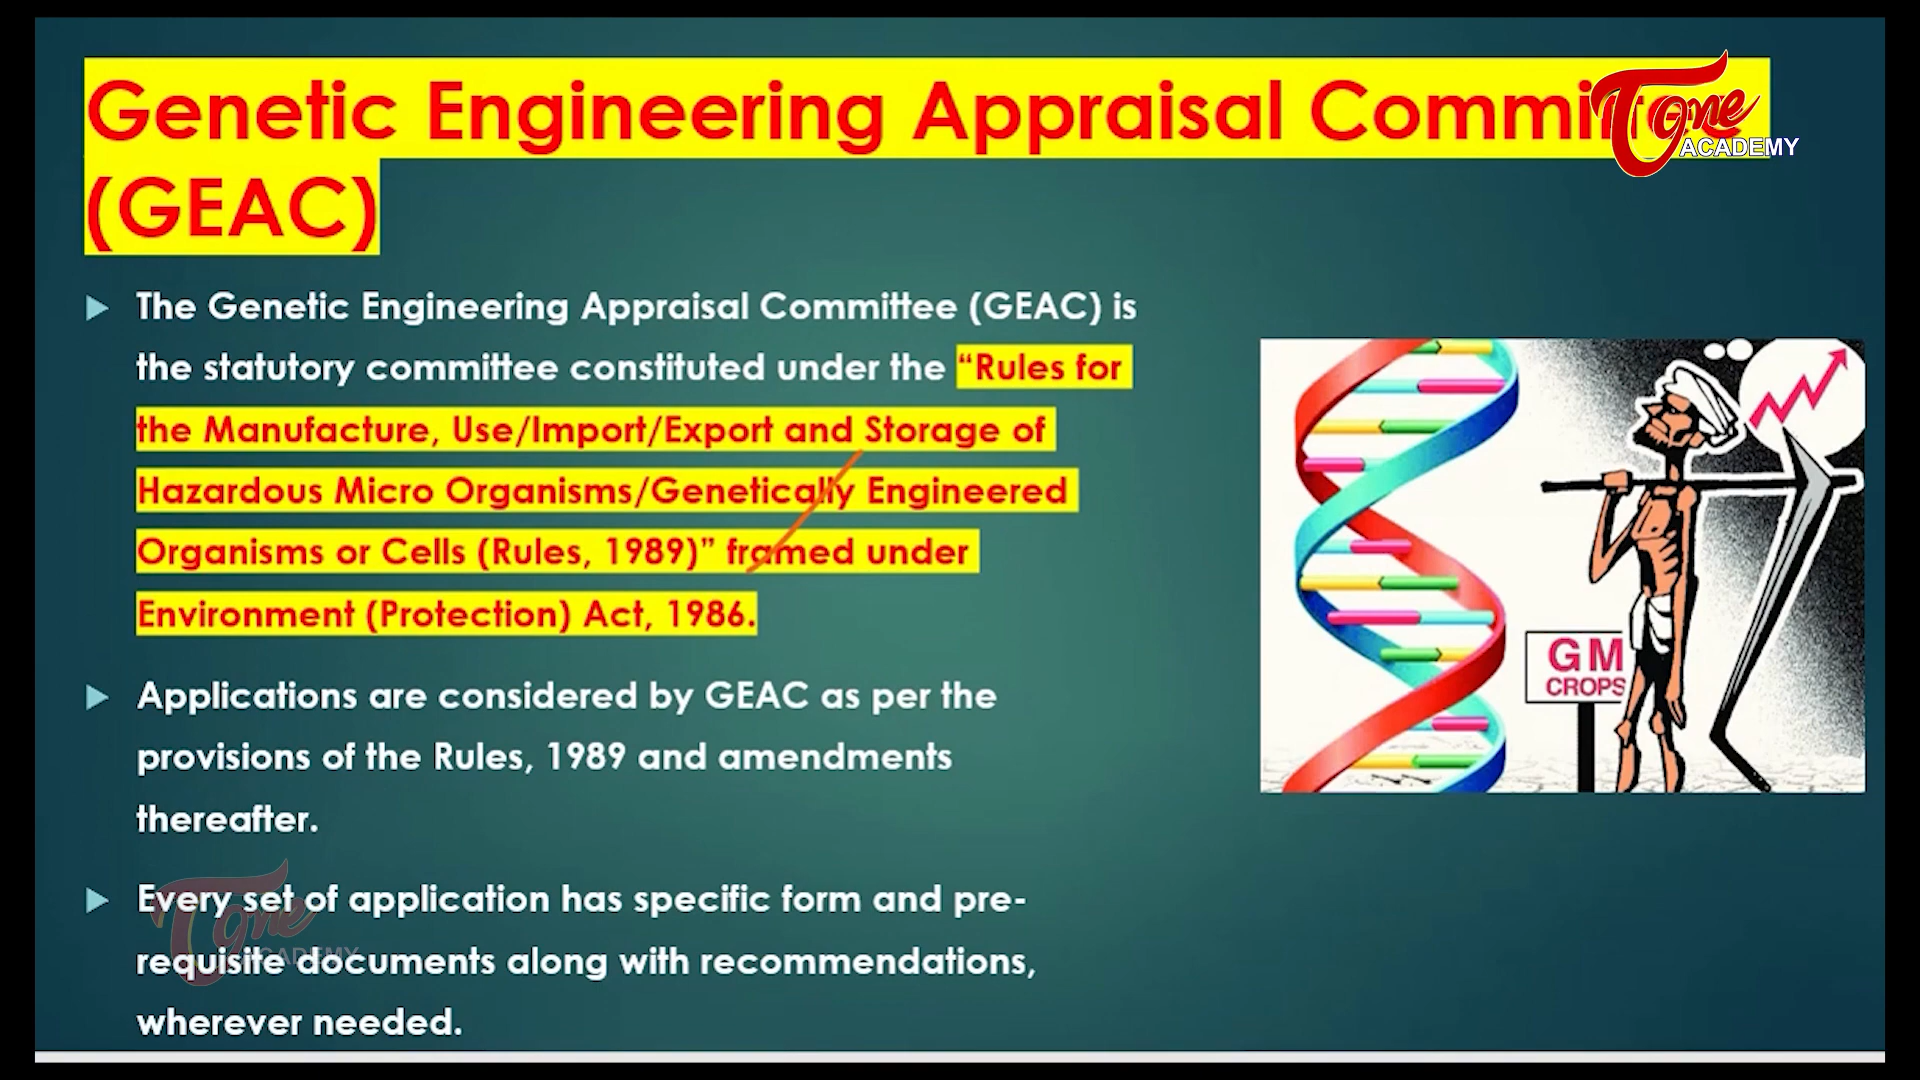 Genetic Engineering Appraisal
(GEAC)
Tone
ACADEMY
The Genetic Engineering Appraisal Committee (GEAC) is
the statutory committee constituted under the “Rules for
the Manufacture, Use/Import/Export and Storage of
Hazardous Micro Organisms/Genetically Engineered
Organisms or Cells (Rules, 1989)” framed under
Environment (Protection) Act, 1986.
Applications are considered by GEAC as per the
provisions of the Rules, 1989 and amendments
thereafter.
Every set of application has specific form and pre-
requisite documents along with recommendations,
wherever needed.
GM
CROPS
Tone
ACADEMY